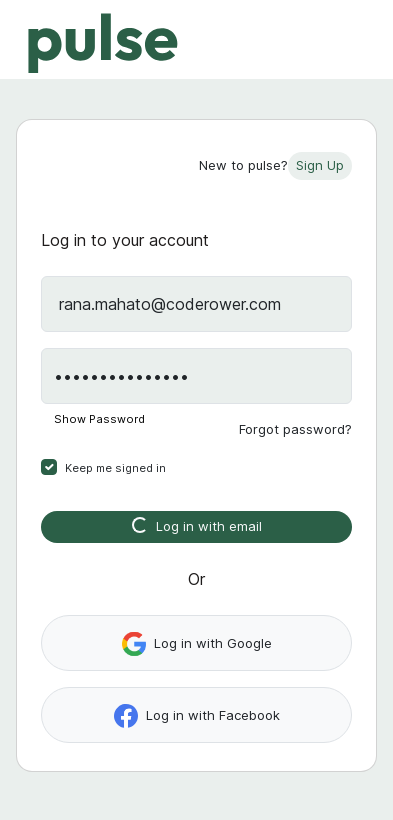 pulse
New to pulse? Sign Up
Log in to your account
rana.mahato@coderower.com
•••••••••••••••
Show Password
Forgot password?
Keep me signed in
Log in with email
Or
Log in with Google
Log in with Facebook